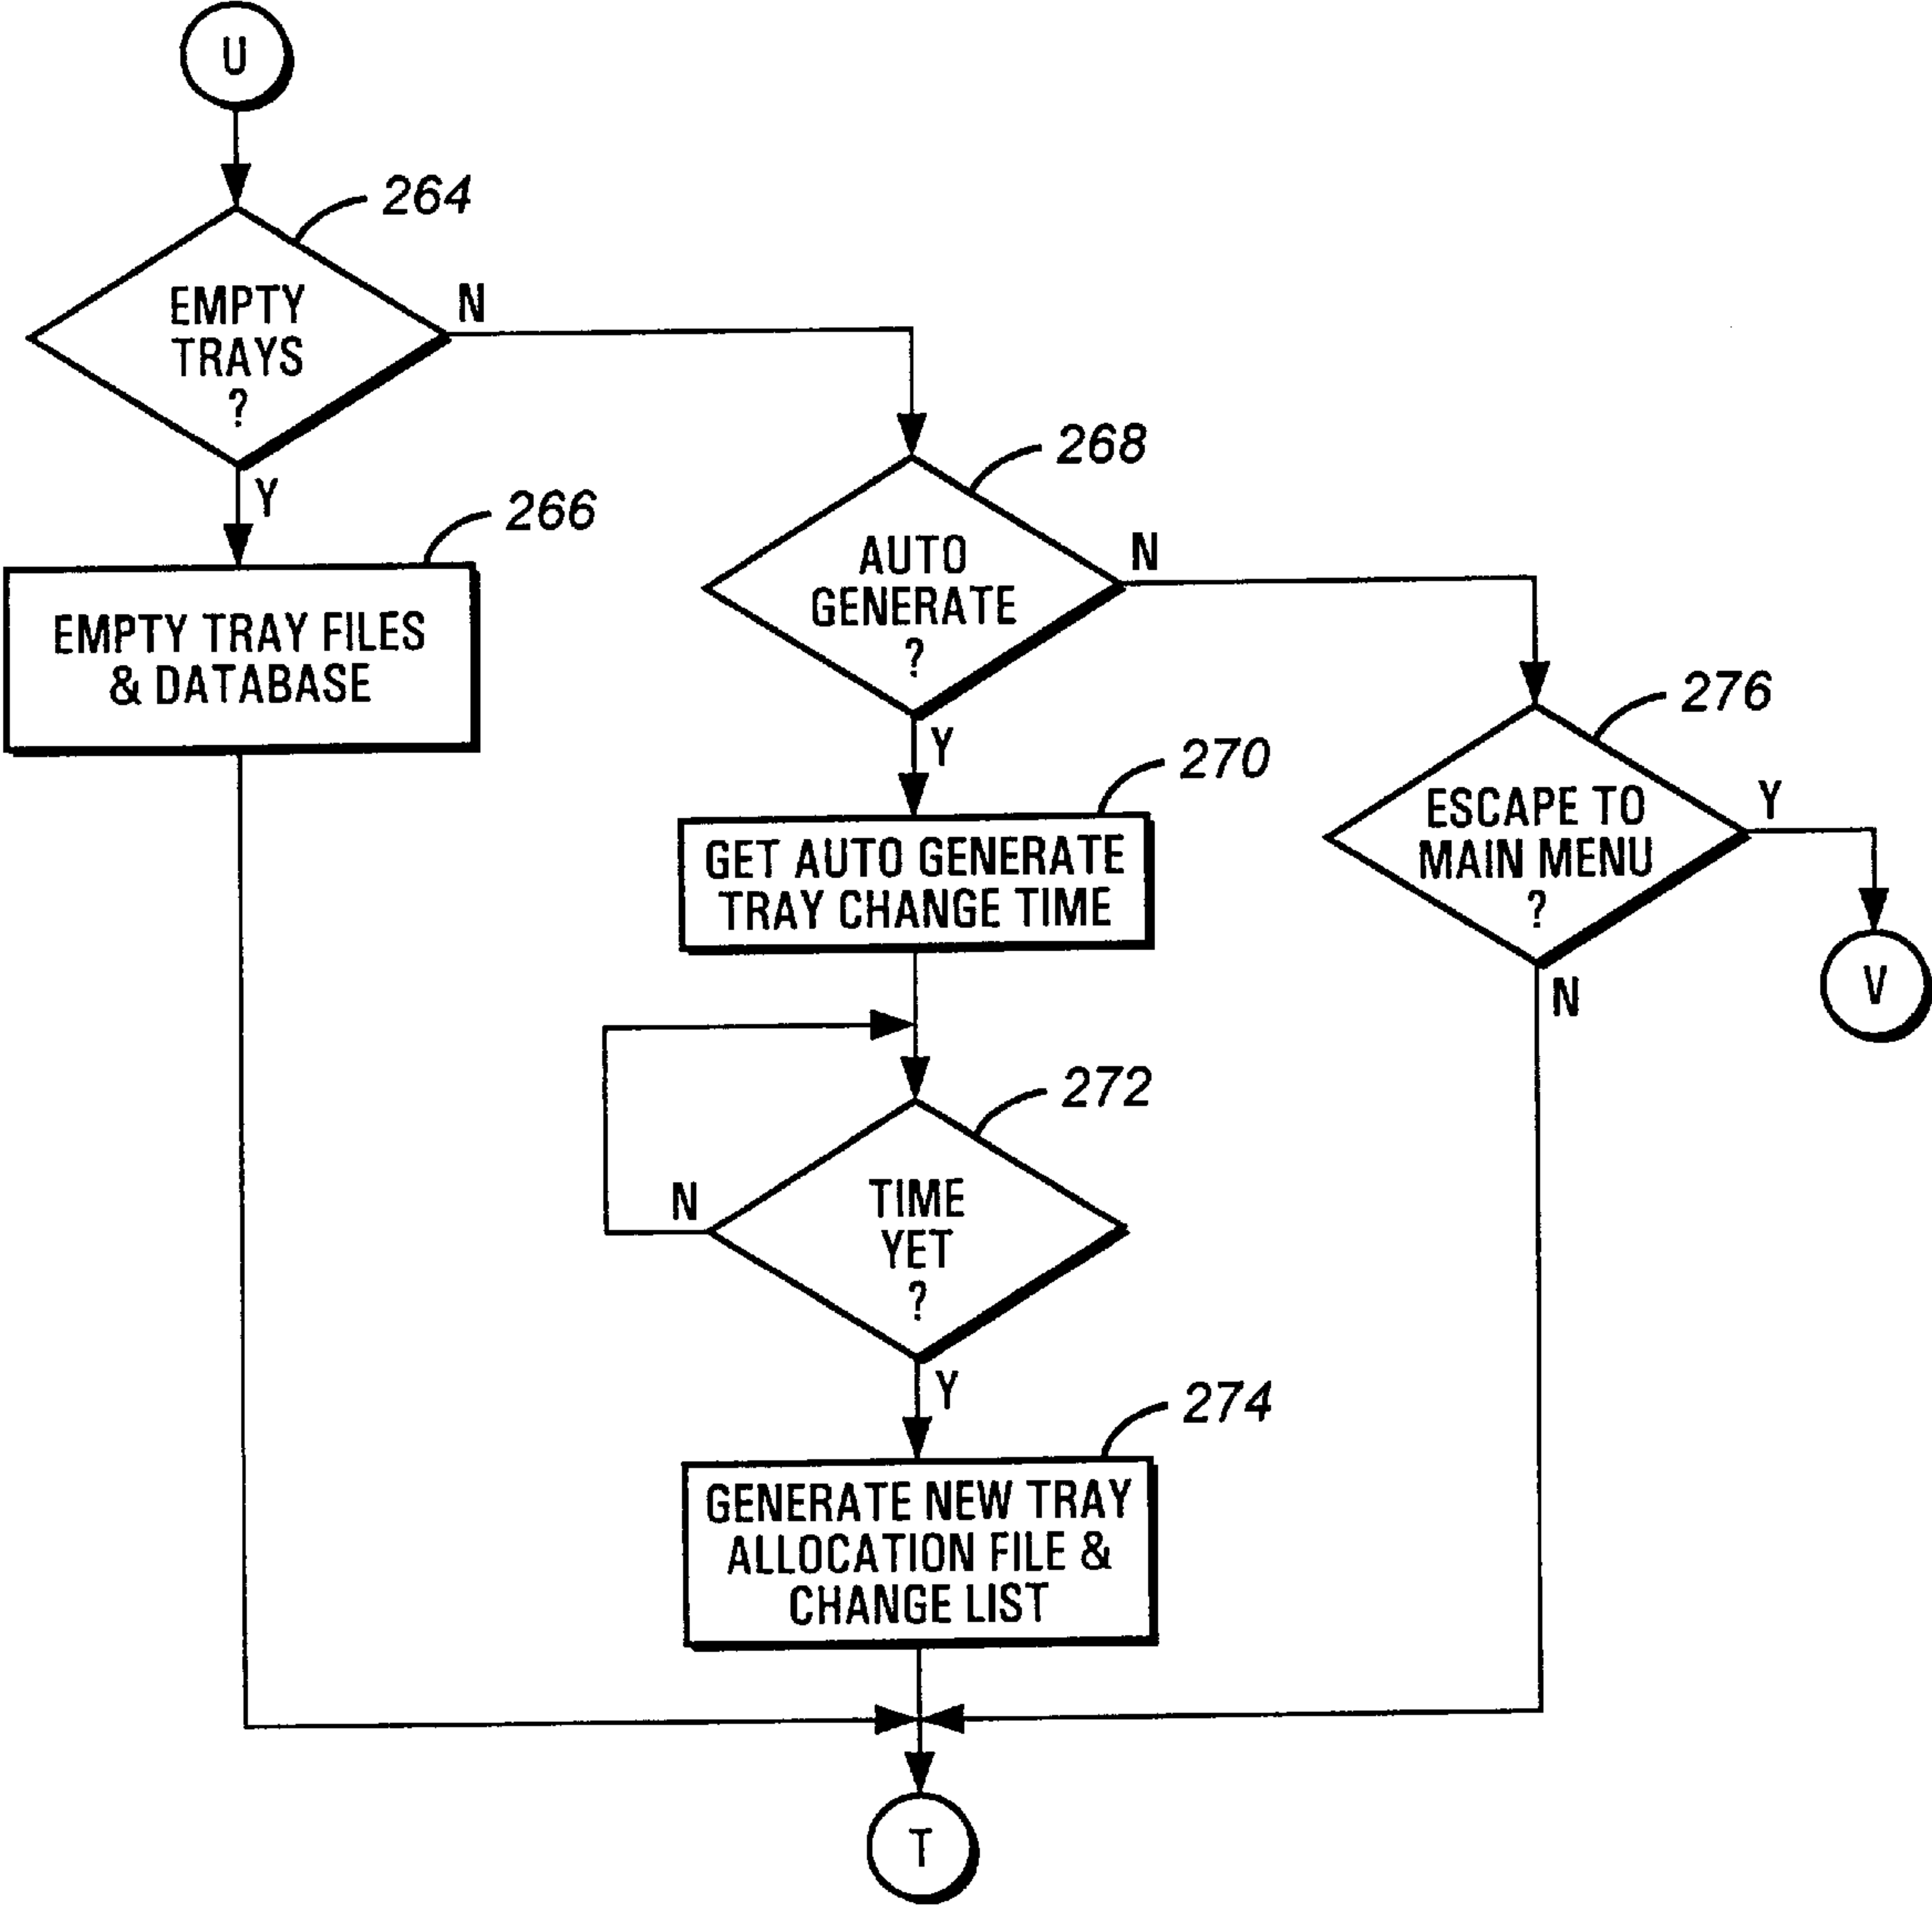 U
264
EMPTY
TRAYS
?
N
Y
266
EMPTY TRAY FILES
& DATABASE
268
AUTO
GENERATE
?
N
Y
270
GET AUTO GENERATE
TRAY CHANGE TIME
276
ESCAPE TO
MAIN MENU
?
Y
N
V
272
TIME
YET
?
N
Y
274
GENERATE NEW TRAY
ALLOCATION FILE &
CHANGE LIST
T